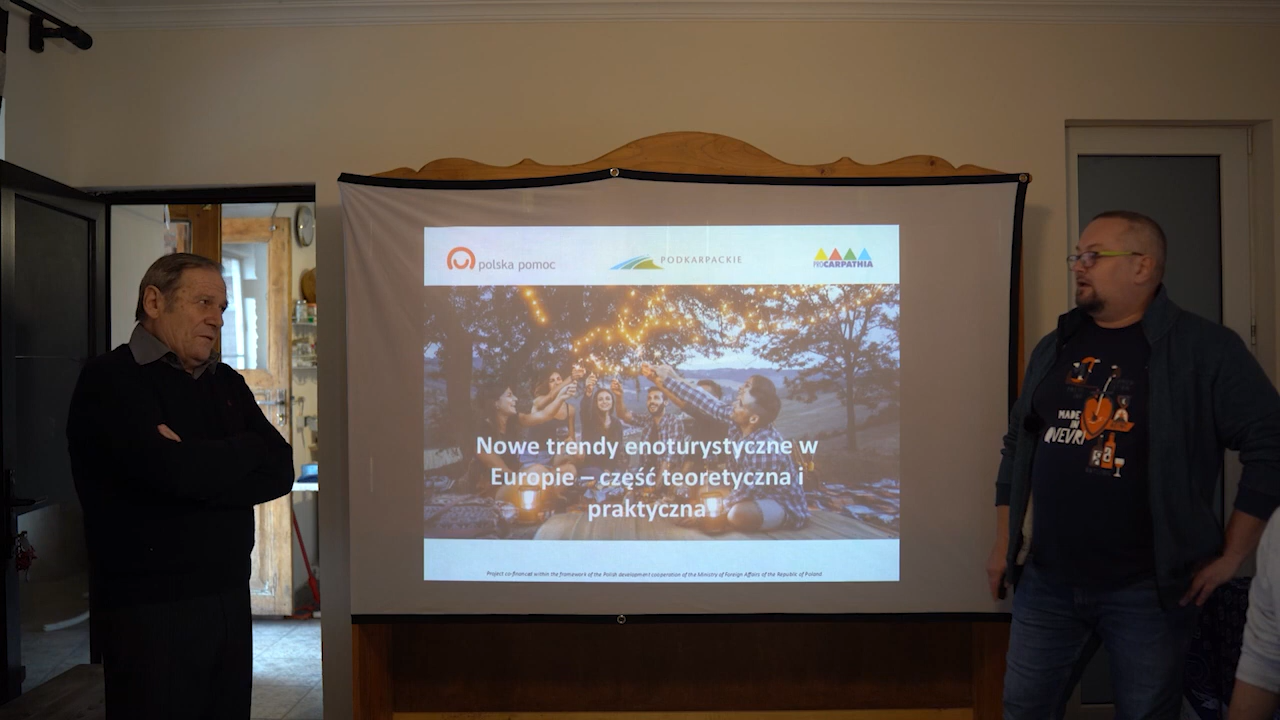 polska pomoc
PODKARPACKIE
PROCARPATHIA
Nowe trendy enoturystyczne w
Europie – część teoretyczna i
praktyczna
Project co-financed within the framework of the Polish development cooperation of the Ministry of Foreign Affairs of the Republic of Poland
MADE
IN
QVEVRI